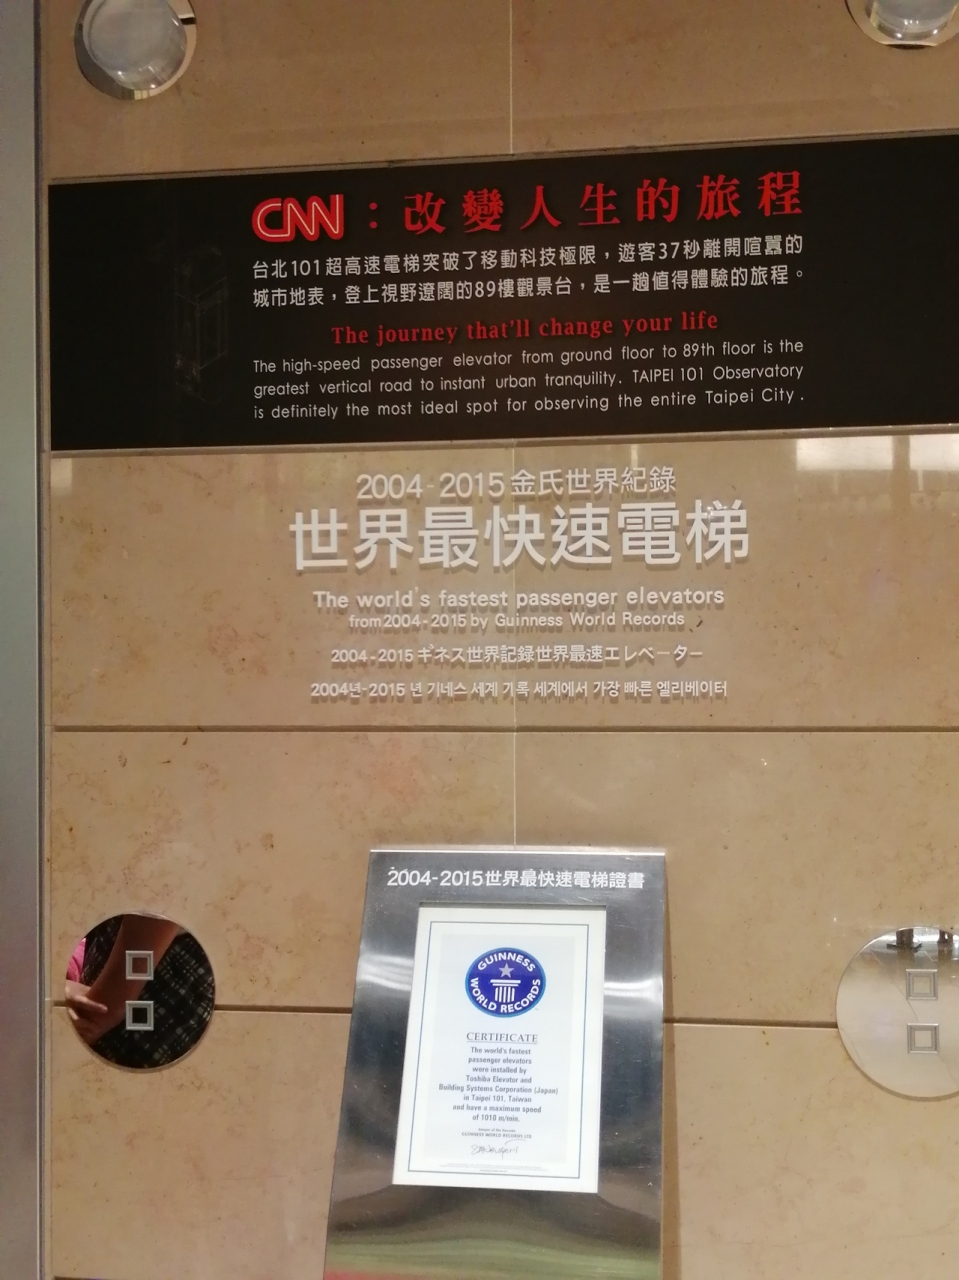 CNN：改變人生的旅程
台北101超高速電梯突破了移動科技極限，遊客37秒離開喧囂的
城市地表，登上視野遼闊的89樓觀景台，是一趟值得體驗的旅程。
The journey that'll change your life
The high-speed passenger elevator from ground floor to 89th floor is the
greatest vertical road to instant urban tranquility. TAIPEI 101 Observatory
is definitely the most ideal spot for observing the entire Taipei City.
2004-2015金氏世界紀錄
世界最快速電梯
The world's fastest passenger elevators
from 2004-2015 by Guinness World Records
2004-2015ギネス世界記録世界最速エレベーター
2004년-2015 년 기네스 세계 기록 세계에서 가장 빠른 엘리베이터
2004-2015世界最快速電梯證書
GUINNESS
WORLD RECORDS
CERTIFICATE
The world's fastest
passenger elevators
were installed by
Toshiba Elevator and
Building Systems Corporation (Japan)
in Taipei 101, Taiwan
and have a maximum speed
of 1010 m/min.
GUINNESS WORLD RECORDS LTD